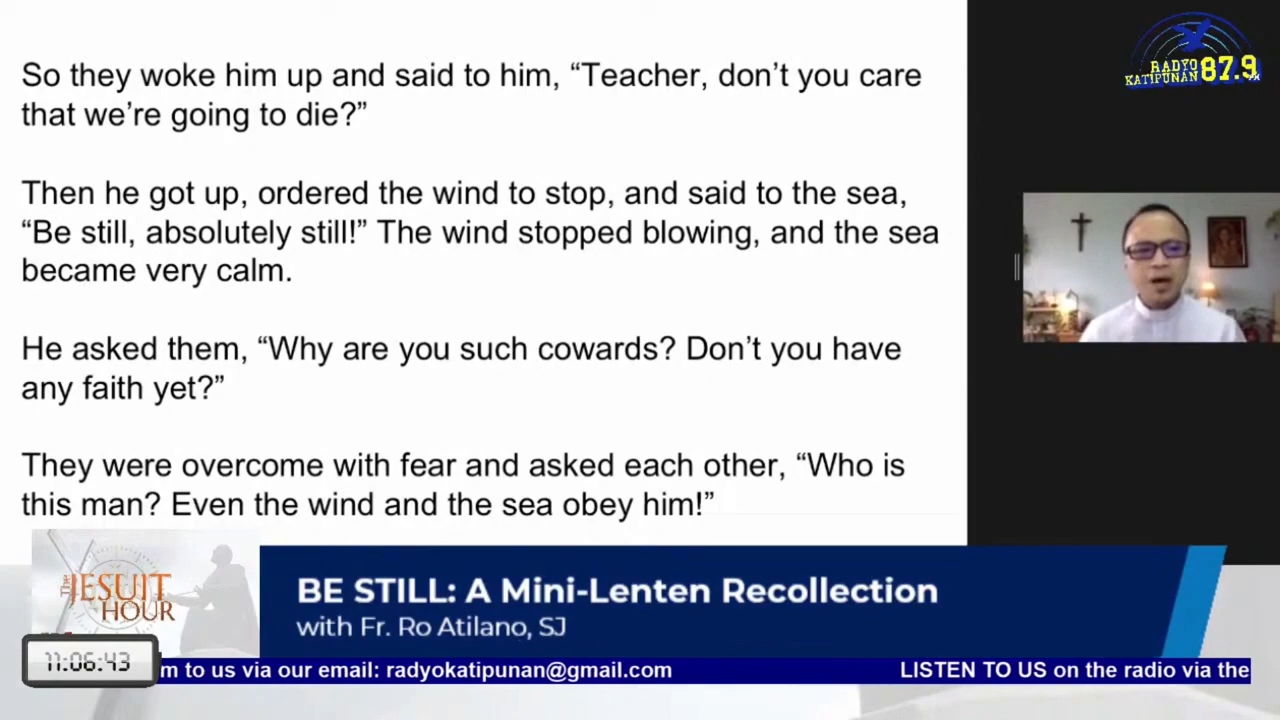 So they woke him up and said to him, “Teacher, don’t you care
that we’re going to die?”
Then he got up, ordered the wind to stop, and said to the sea,
“Be still, absolutely still!” The wind stopped blowing, and the sea
became very calm.
He asked them, “Why are you such cowards? Don’t you have
any faith yet?”
They were overcome with fear and asked each other, “Who is
this man? Even the wind and the sea obey him!”
RADYO
KATIPUNAN 87.9
The
JESUIT
HOUR
BE STILL: A Mini-Lenten Recollection
with Fr. Ro Atilano, SJ
11:06:43
m to us via our email: radyokatipunan@gmail.com
LISTEN TO US on the radio via the